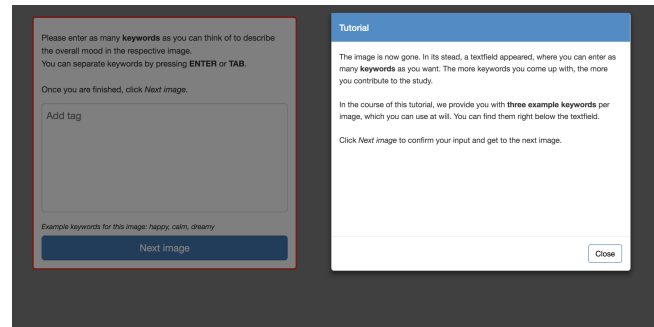 Please enter as many keywords as you can think of to describe
the overall mood in the respective image.
You can separate keywords by pressing ENTER or TAB.
Once you are finished, click Next image.
Add tag
Example keywords for this image: happy, calm, dreamy
Next image
Tutorial
The image is now gone. In its stead, a textfield appeared, where you can enter as
many keywords as you want. The more keywords you come up with, the more
you contribute to the study.
In the course of this tutorial, we provide you with three example keywords per
image, which you can use at will. You can find them right below the textfield.
Click Next image to confirm your input and get to the next image.
Close